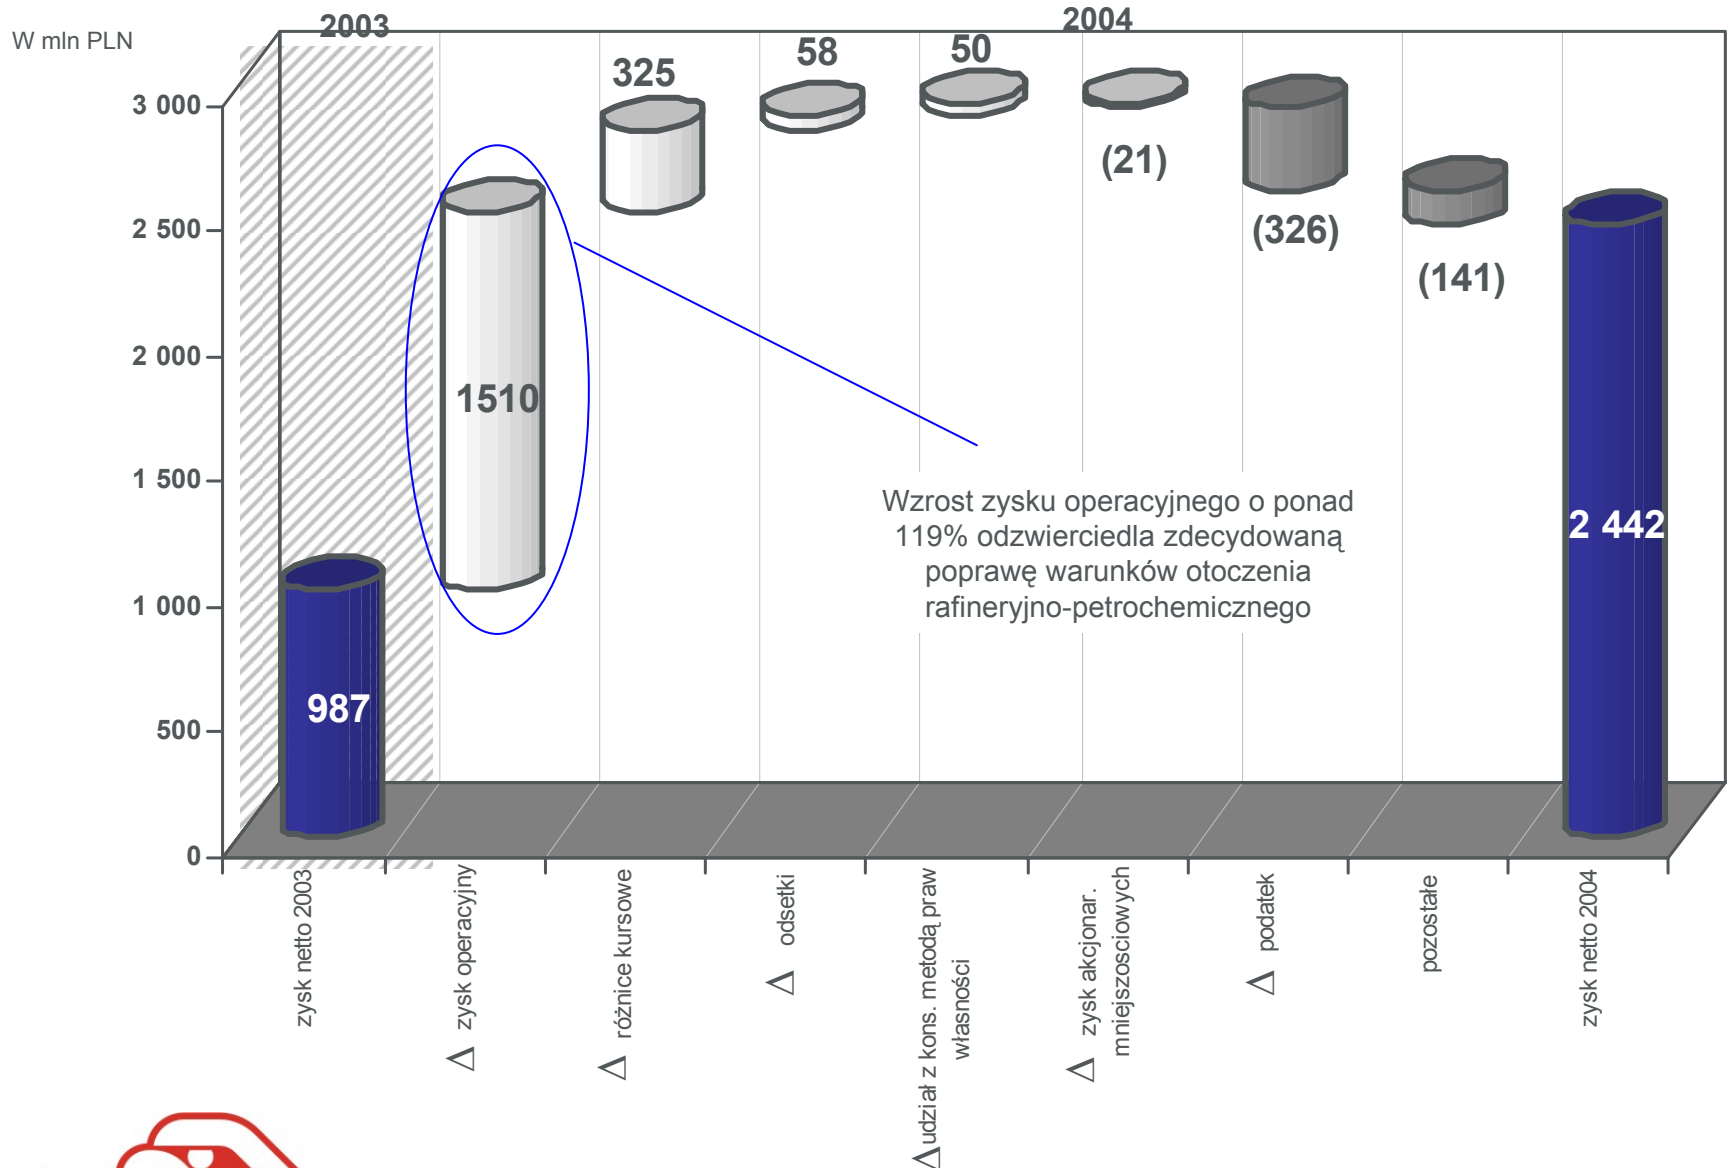 2003
2004
W mln PLN
58
50
325
3 000
(21)
2 500
(326)
(141)
2 000
1510
1 500
Wzrost zysku operacyjnego o ponad
119% odzwierciedla zdecydowaną
poprawę warunków otoczenia
rafineryjno-petrochemicznego
2 442
1 000
987
500
0
zysk netto 2003
Δ zysk operacyjny
Δ różnice kursowe
Δ odsetki
Δ udział z kons. metodą praw
własności
Δ zysk akcjonar.
mniejszosciowych
Δ podatek
pozostałe
zysk netto 2004